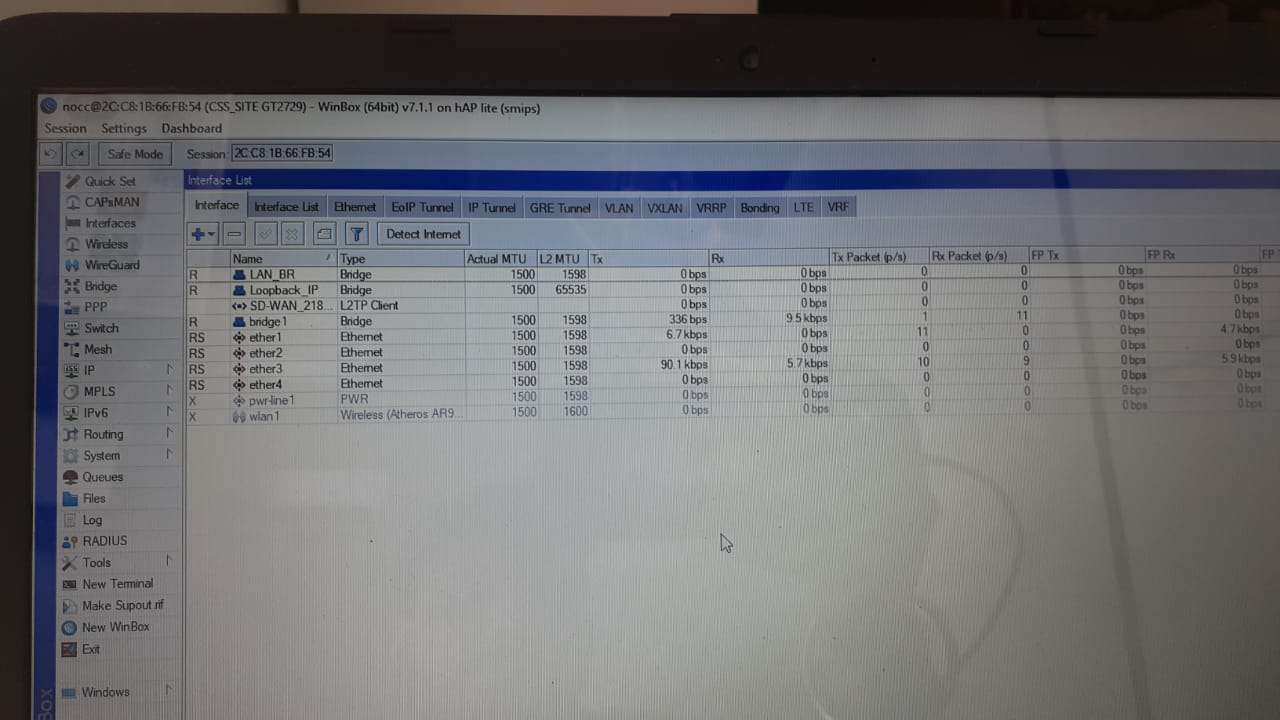 nocc@2C:C8:1B:66:FB:54 (CSS_SITE GT2729) - WinBox (64bit) v7.1.1 on hAP lite (smips)
Session Settings Dashboard
Safe Mode Session: 2C:C8:1B:66:FB:54
Quick Set
CAPsMAN
Interfaces
Wireless
WireGuard
Bridge
PPP
Switch
Mesh
IP
MPLS
IPv6
Routing
System
Queues
Files
Log
RADIUS
Tools
New Terminal
Make Supout.rif
New WinBox
Exit
Windows
Box
Interface List
Interface Interface List Ethernet EoIP Tunnel IP Tunnel GRE Tunnel VLAN VXLAN VRRP Bonding LTE VRF
Detect Internet
Name / Type Actual MTU L2 MTU Tx Rx Tx Packet (p/s) Rx Packet (p/s) FP Tx FP Rx FP
R LAN_BR Bridge 1500 1598 0 bps 0 bps 0 0 0 bps 0 bps
R Loopback_IP Bridge 1500 65535 0 bps 0 bps 0 0 0 bps 0 bps
SD-WAN_218... L2TP Client 0 bps 0 bps 0 0 0 bps 0 bps
R bridge1 Bridge 1500 1598 336 bps 9.5 kbps 1 11 0 bps 0 bps
RS ether1 Ethernet 1500 1598 6.7 kbps 0 bps 11 0 0 bps 4.7 kbps
RS ether2 Ethernet 1500 1598 0 bps 0 bps 0 0 0 bps 0 bps
RS ether3 Ethernet 1500 1598 90.1 kbps 5.7 kbps 10 9 0 bps 5.9 kbps
RS ether4 Ethernet 1500 1598 0 bps 0 bps 0 0 0 bps 0 bps
X pwr-line1 PWR 1500 1598 0 bps 0 bps 0 0 0 bps 0 bps
X wlan1 Wireless (Atheros AR9... 1500 1600 0 bps 0 bps 0 0 0 bps 0 bps